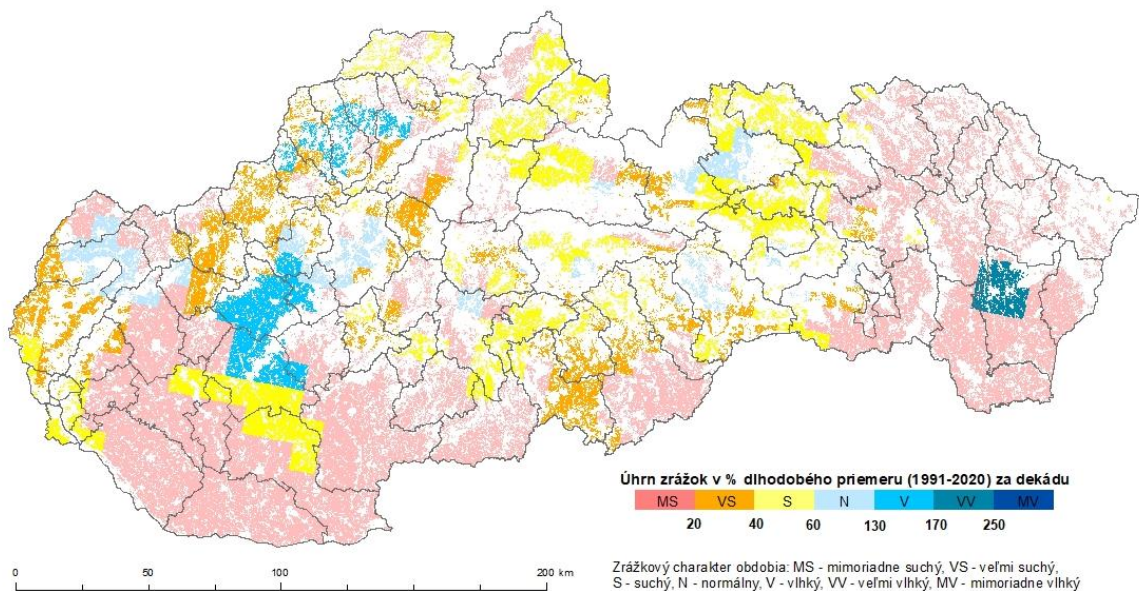 Úhrn zrážok v % dlhodobého priemeru (1991-2020) za dekádu
MS VS S N V VV MV
20 40 60 130 170 250
0 50 100 200 km
Zrážkový charakter obdobia: MS - mimoriadne suchý, VS - veľmi suchý,
S - suchý, N - normálny, V - vlhký, VV - veľmi vlhký, MV - mimoriadne vlhký